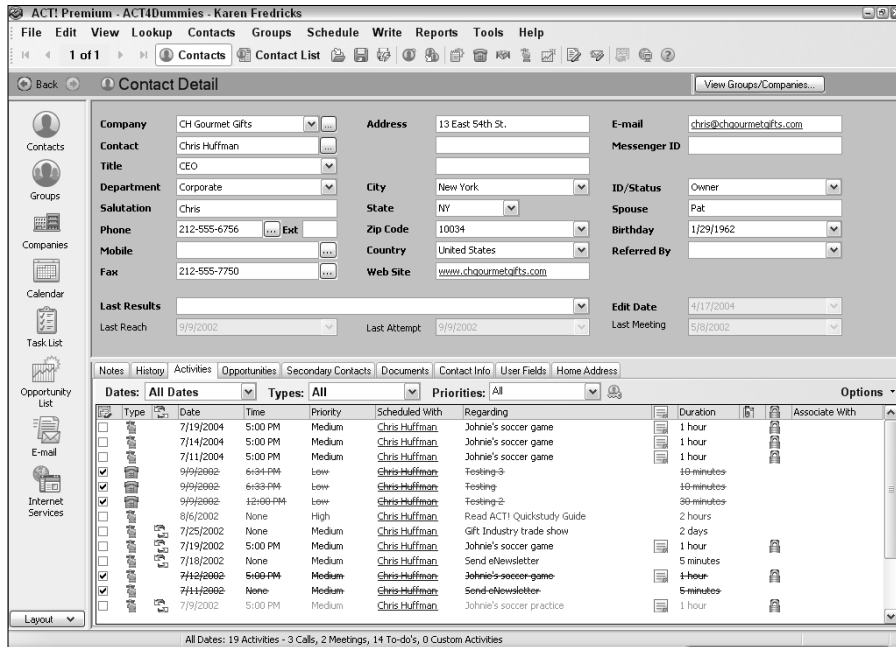 ACT! Premium - ACT4Dummies - Karen Fredricks
File Edit View Lookup Contacts Groups Schedule Write Reports Tools Help
1 of 1 Contacts Contact List
Back Contact Detail View Groups/Companies...
Contacts
Groups
Companies
Calendar
Task List
Opportunity List
E-mail
Internet Services
Layout
Company CH Gourmet Gifts Address 13 East 54th St. E-mail chris@chgourmetgifts.com
Contact Chris Huffman Messenger ID
Title CEO
Department Corporate City New York ID/Status Owner
Salutation Chris State NY Spouse Pat
Phone 212-555-6756 Ext Zip Code 10034 Birthday 1/29/1962
Mobile Country United States Referred By
Fax 212-555-7750 Web Site www.chgourmetgifts.com
Last Results Edit Date 4/17/2004
Last Reach 9/9/2002 Last Attempt 9/9/2002 Last Meeting 5/8/2002
Notes History Activities Opportunities Secondary Contacts Documents Contact Info User Fields Home Address
Dates: All Dates Types: All Priorities: All Options
Type Date Time Priority Scheduled With Regarding Duration Associate With
7/19/2004 5:00 PM Medium Chris Huffman Johnie's soccer game 1 hour
7/14/2004 5:00 PM Medium Chris Huffman Johnie's soccer game 1 hour
7/11/2004 5:00 PM Medium Chris Huffman Johnie's soccer game 1 hour
9/9/2002 6:34 PM Low Chris Huffman Testing 3 10 minutes
9/9/2002 6:33 PM Low Chris Huffman Testing 10 minutes
9/9/2002 12:00 PM Low Chris Huffman Testing 2 30 minutes
8/6/2002 None High Chris Huffman Read ACT! Quickstudy Guide 2 hours
7/25/2002 None Medium Chris Huffman Gift Industry trade show 2 days
7/19/2002 5:00 PM Medium Chris Huffman Johnie's soccer game 1 hour
7/18/2002 None Medium Chris Huffman Send eNewsletter 5 minutes
7/12/2002 5:00 PM Medium Chris Huffman Johnie's soccer game 1 hour
7/11/2002 None Medium Chris Huffman Send eNewsletter 5 minutes
7/9/2002 5:00 PM Medium Chris Huffman Johnie's soccer practice 1 hour
All Dates: 19 Activities - 3 Calls, 2 Meetings, 14 To-do's, 0 Custom Activities